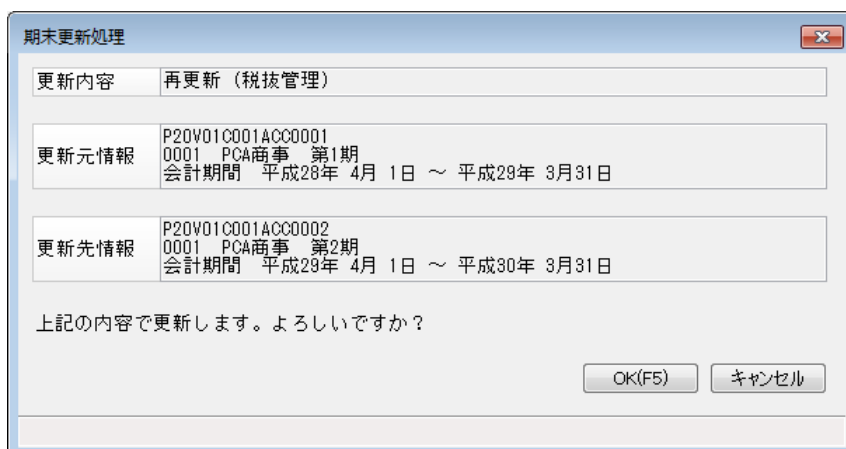 期末更新処理
更新内容 再更新（税抜管理）
P20V01C001ACC0001
更新元情報 0001 PCA商事 第1期
会計期間 平成28年 4月 1日 ～ 平成29年 3月31日
P20V01C001ACC0002
更新先情報 0001 PCA商事 第2期
会計期間 平成29年 4月 1日 ～ 平成30年 3月31日
上記の内容で更新します。よろしいですか？
OK(F5) キャンセル